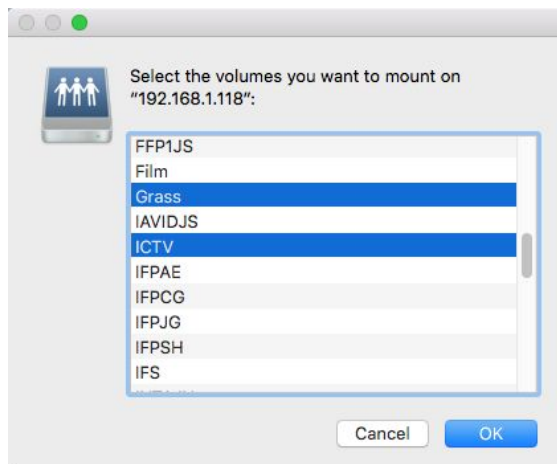 Select the volumes you want to mount on
“192.168.1.118”:
FFP1JS
Film
Grass
IAVIDJS
ICTV
IFPAE
IFPCG
IFPJG
IFPSH
IFS
Cancel
OK